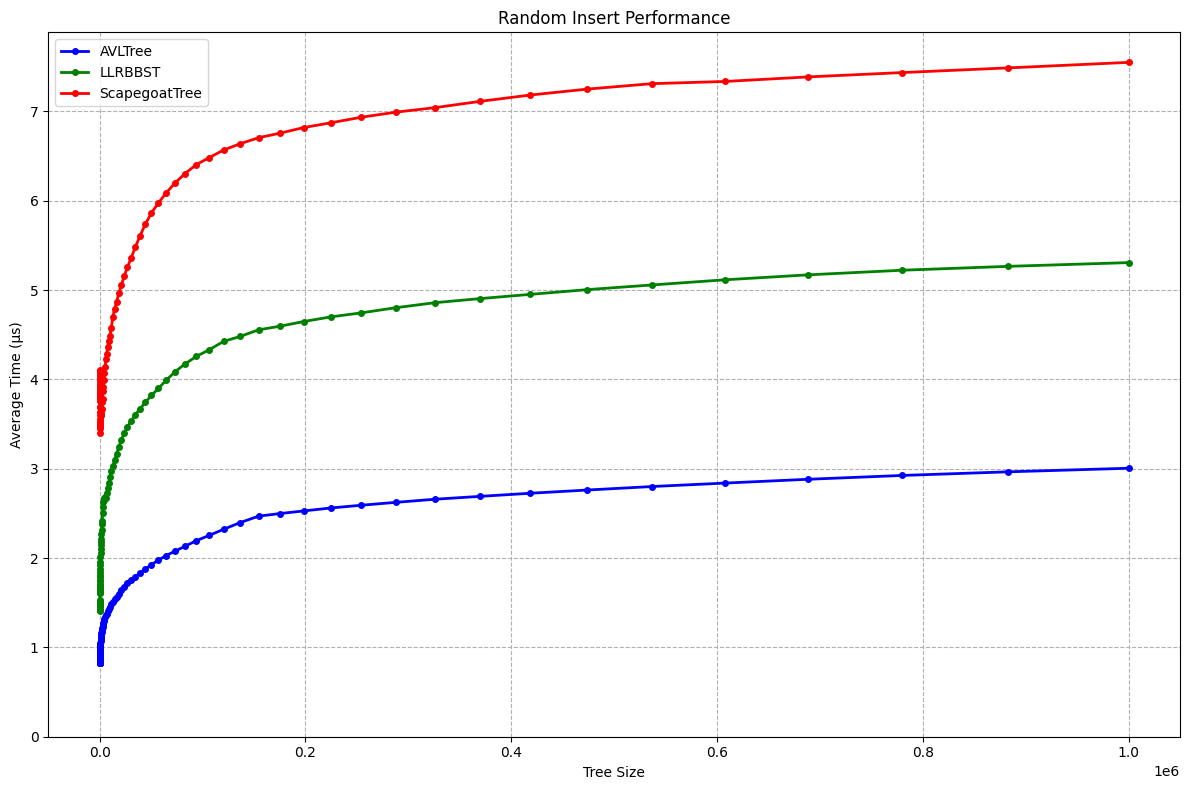 Random Insert Performance
AVLTree
LLRBBST
ScapegoatTree
Average Time (µs)
7
6
5
4
3
2
1
0
0.0 0.2 0.4 0.6 0.8 1.0
1e6
Tree Size